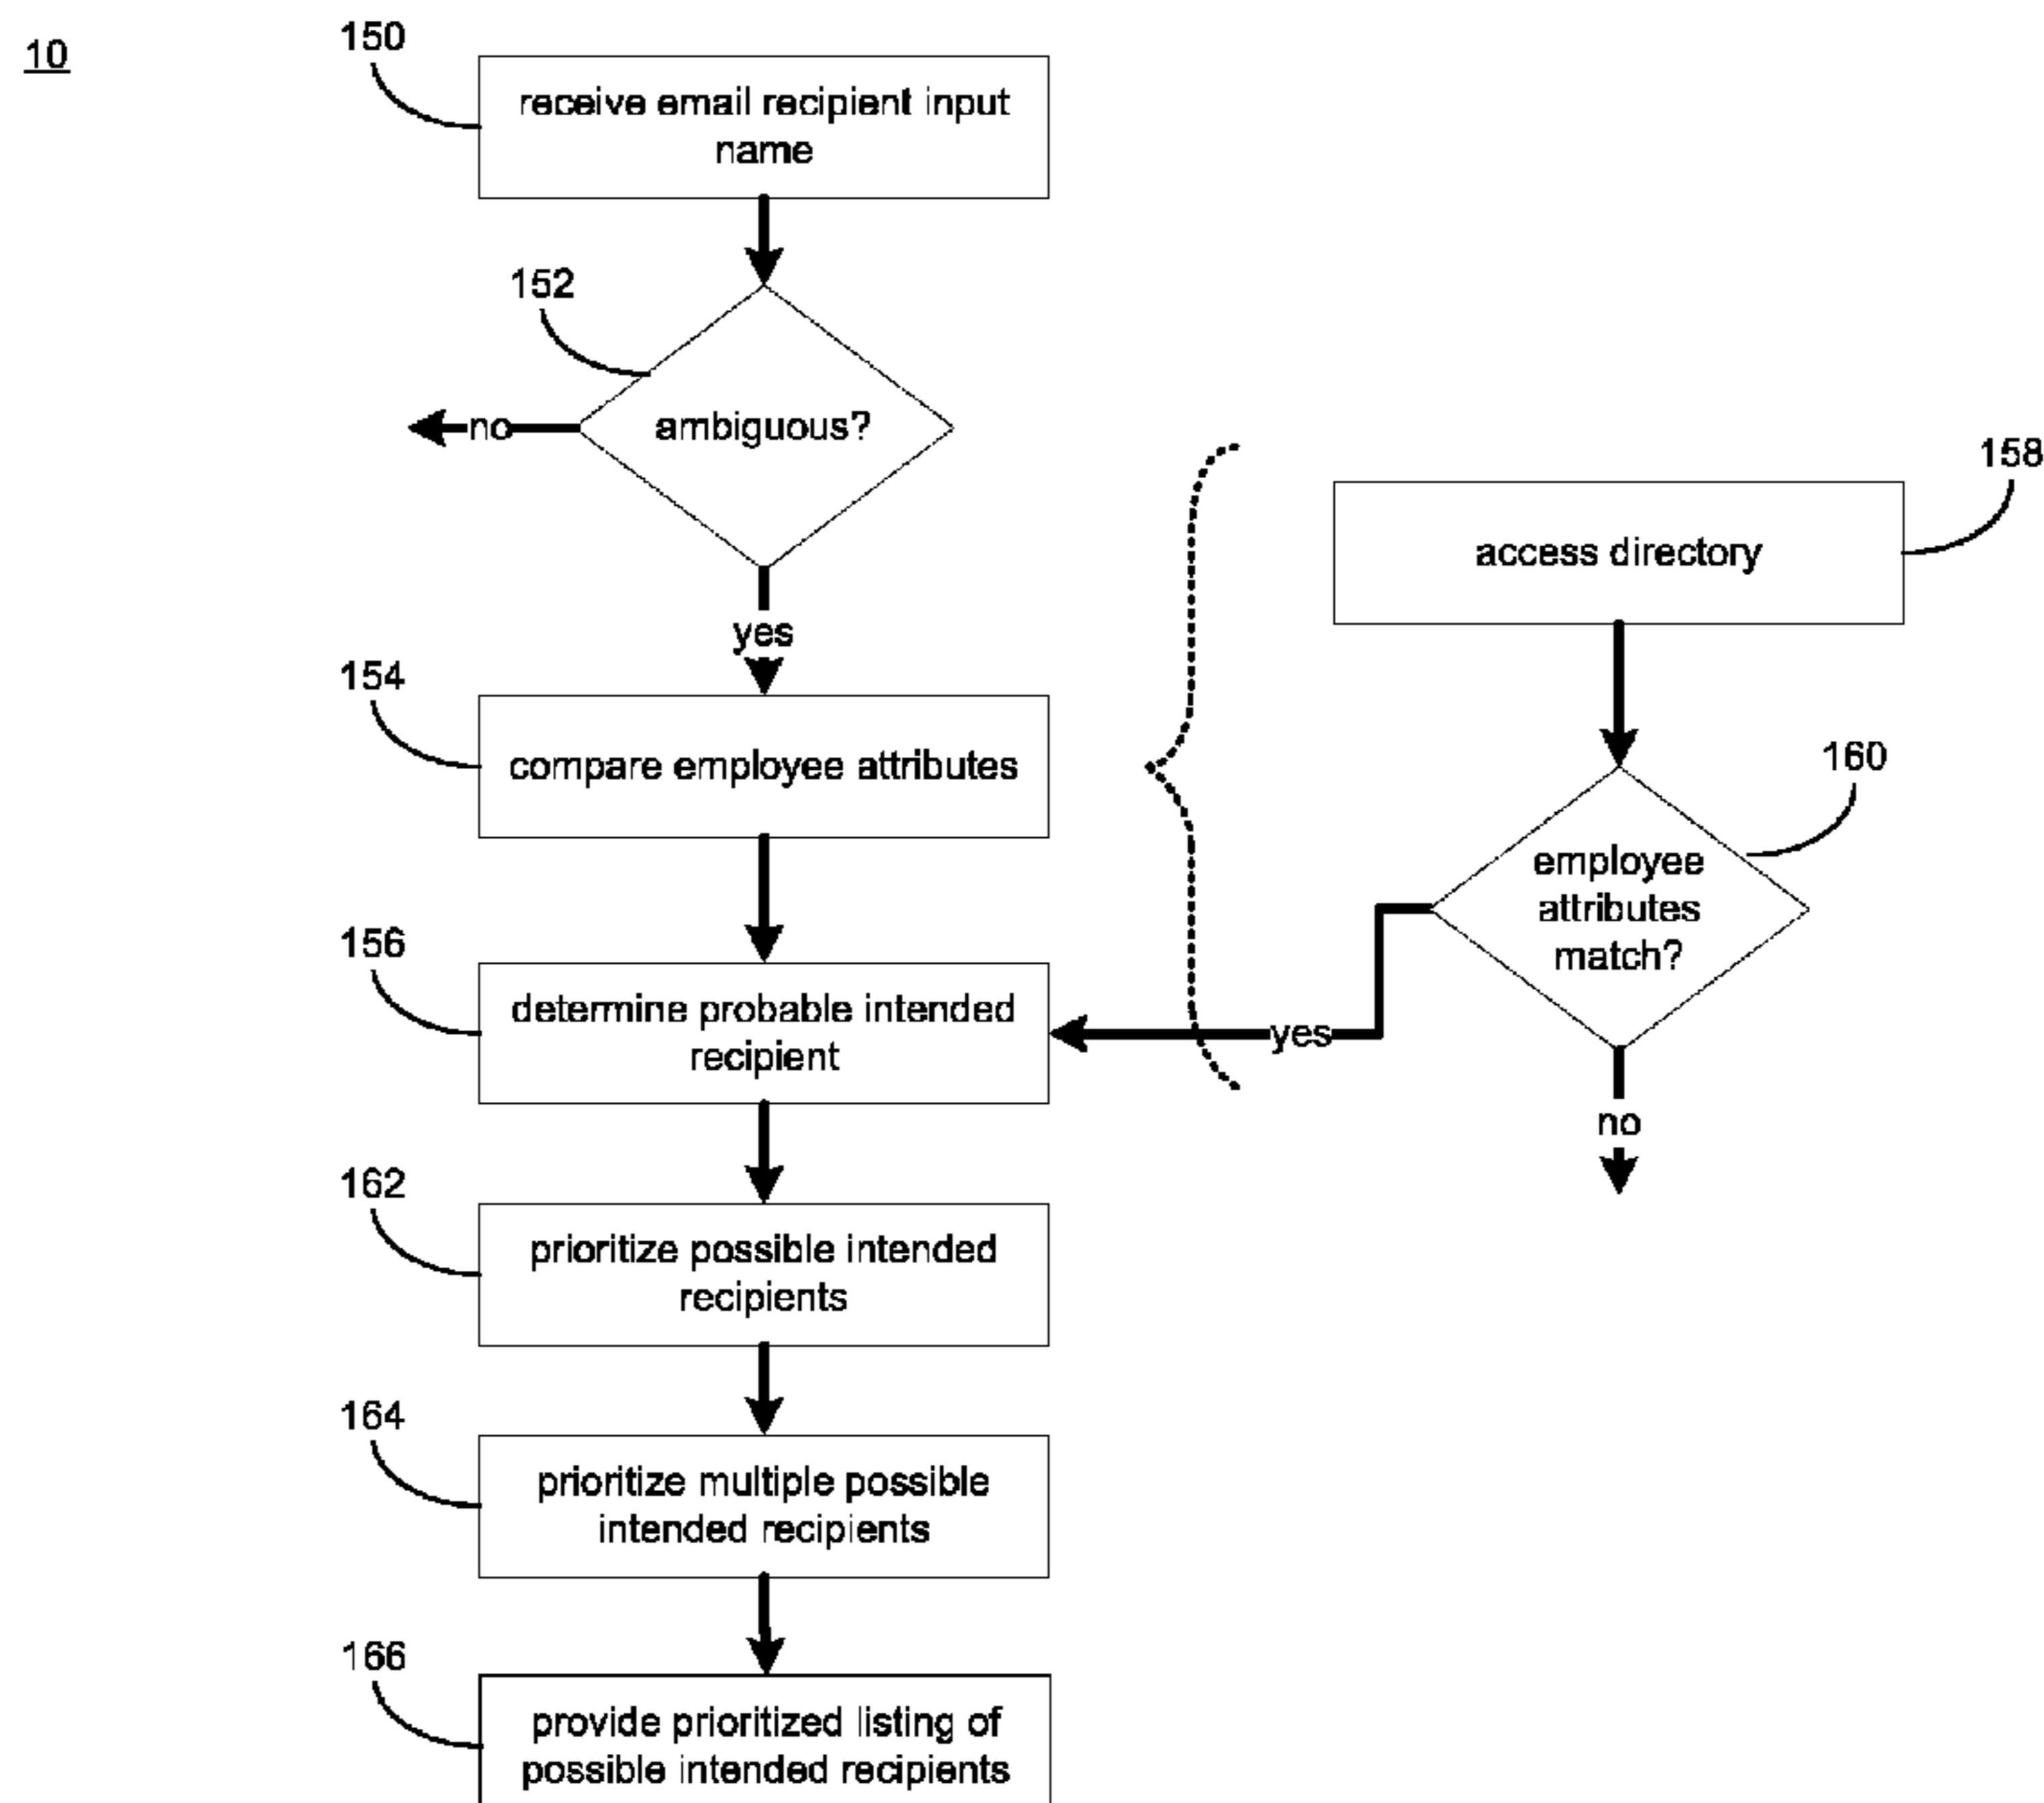 10
150
receive email recipient input
name
152
ambiguous?
no
yes
154
compare employee attributes
156
determine probable intended
recipient
158
access directory
160
employee
attributes
match?
yes
no
162
prioritize possible intended
recipients
164
prioritize multiple possible
intended recipients
166
provide prioritized listing of
possible intended recipients